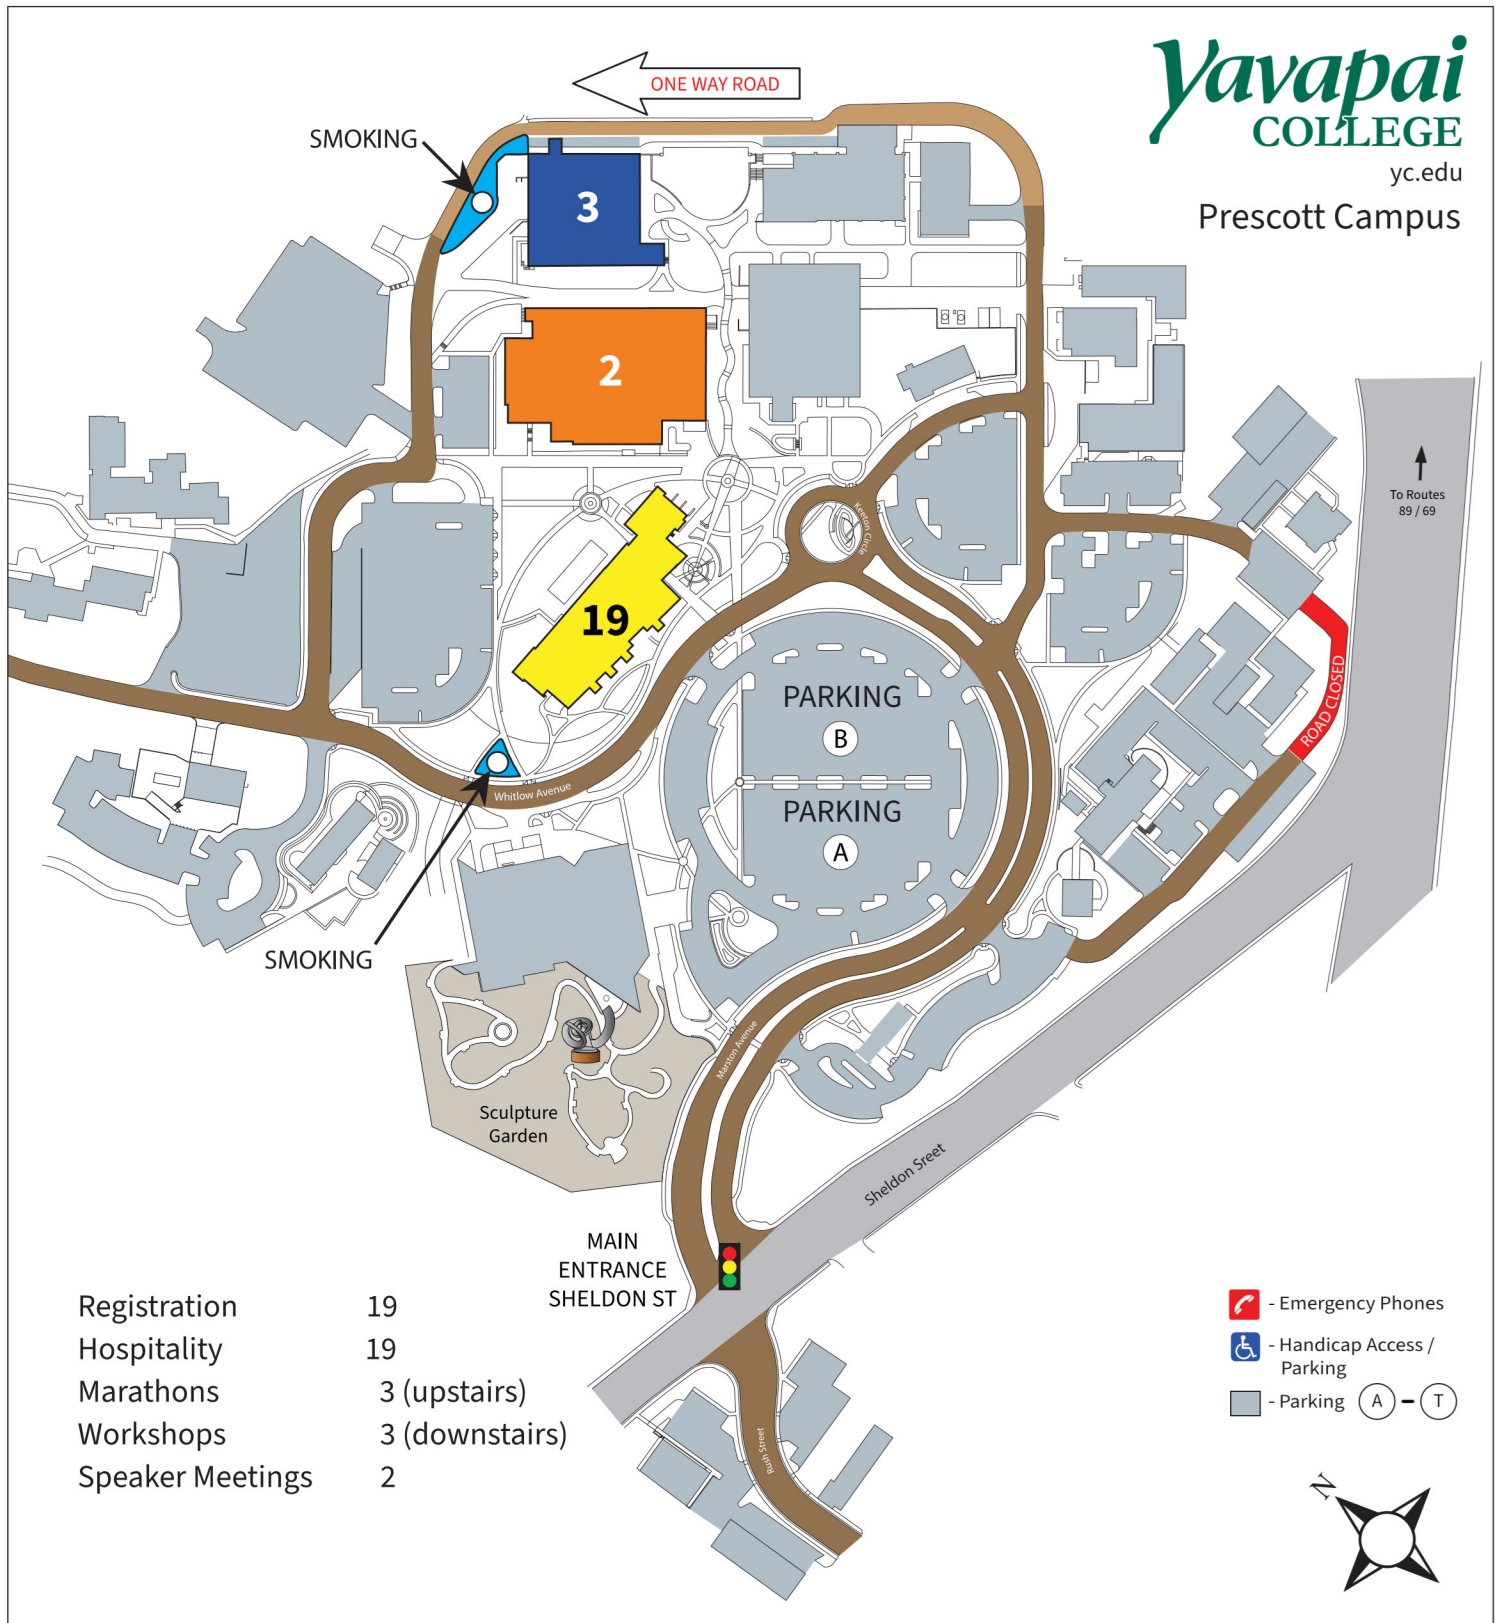 ONE WAY ROAD
Yavapai
COLLEGE
yc.edu
Prescott Campus
SMOKING
3
2
To Routes
89 / 69
Keeton Circle
19
PARKING
B
PARKING
A
ROAD CLOSED
Whitlow Avenue
SMOKING
Marston Avenue
Sculpture
Garden
Sheldon Sreet
MAIN
ENTRANCE
SHELDON ST
Rush Street
Registration 19
Hospitality 19
Marathons 3 (upstairs)
Workshops 3 (downstairs)
Speaker Meetings 2
- Emergency Phones
- Handicap Access /
Parking
- Parking A - T
N